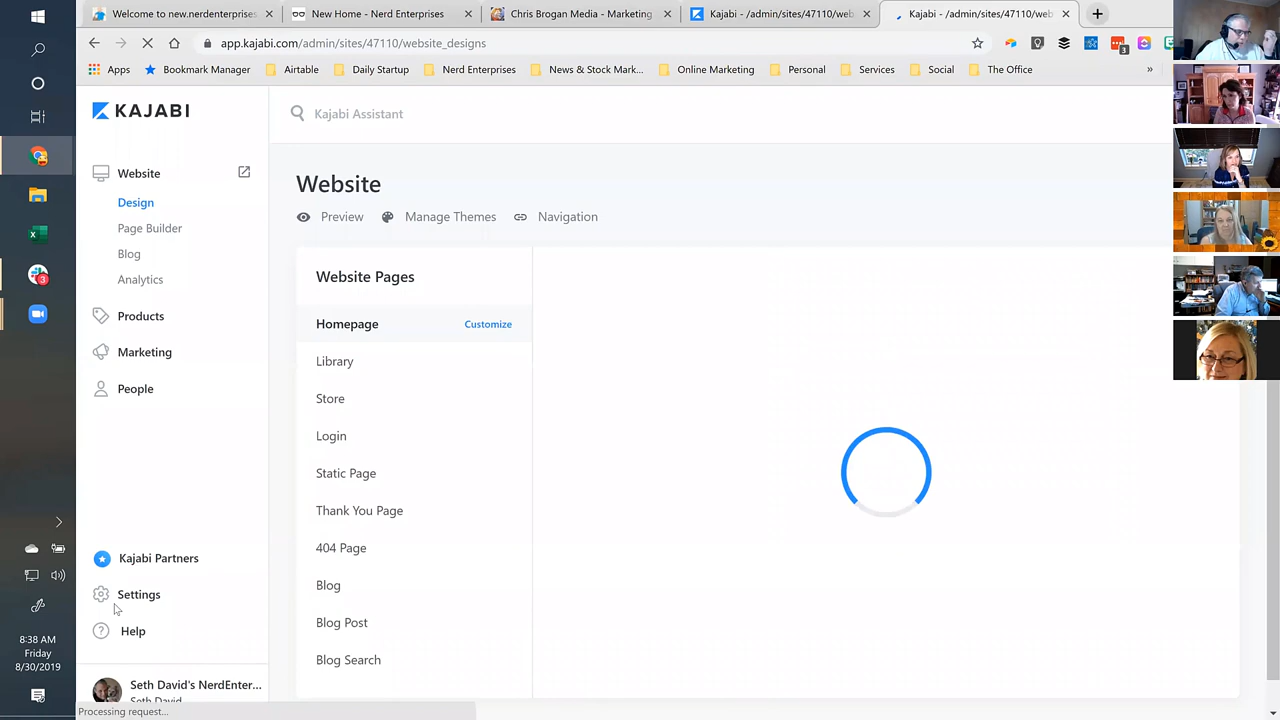 Welcome to new.nerdenterprises
New Home - Nerd Enterprises
Chris Brogan Media - Marketing
Kajabi - /admin/sites/47110/web
Kajabi - /admin/sites/47110/web
app.kajabi.com/admin/sites/47110/website_designs
3
Apps
Bookmark Manager
Airtable
Daily Startup
Nerd
Stock Mark...
Online Marketing
Personal
Services
Social
Office
»
KAJABI
Kajabi Assistant
Website
Design
Page Builder
Blog
Analytics
Products
Marketing
People
Kajabi Partners
Settings
Help
Seth David's NerdEnter...
Seth David
Processing request...
Website
Preview
Manage Themes
Navigation
Website Pages
Homepage
Customize
Library
Store
Login
Static Page
Thank You Page
404 Page
Blog
Blog Post
Blog Search
3
8:38 AM
Friday
8/30/2019